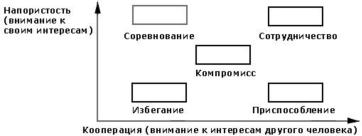 Напористость
(внимание к
своим интересам)
Соревнование
Сотрудничество
Компромисс
Избегание
Приспособление
Кооперация (внимание к интересам другого человека)